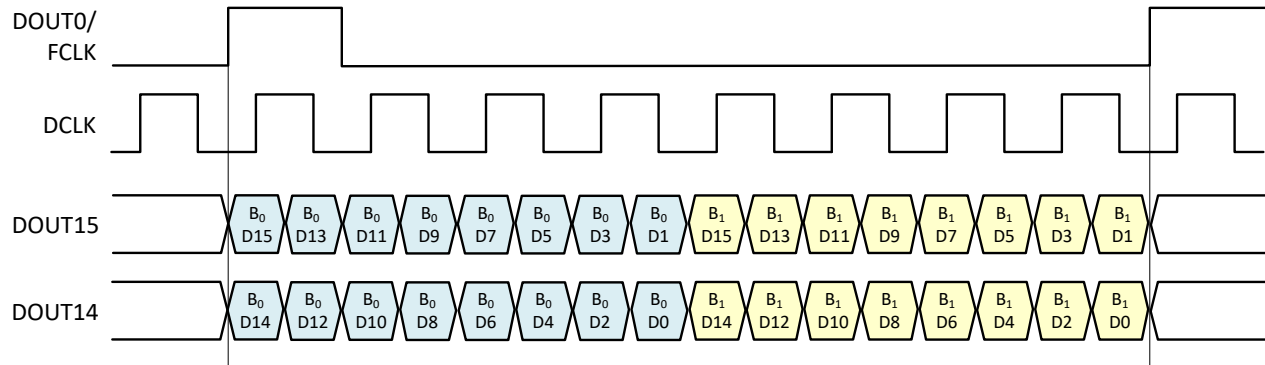 DOUT0/
FCLK
DCLK
DOUT15
B0 B0 B0 B0 B0 B0 B0 B0 B1 B1 B1 B1 B1 B1 B1 B1
D15 D13 D11 D9 D7 D5 D3 D1 D15 D13 D11 D9 D7 D5 D3 D1
DOUT14
B0 B0 B0 B0 B0 B0 B0 B0 B1 B1 B1 B1 B1 B1 B1 B1
D14 D12 D10 D8 D6 D4 D2 D0 D14 D12 D10 D8 D6 D4 D2 D0